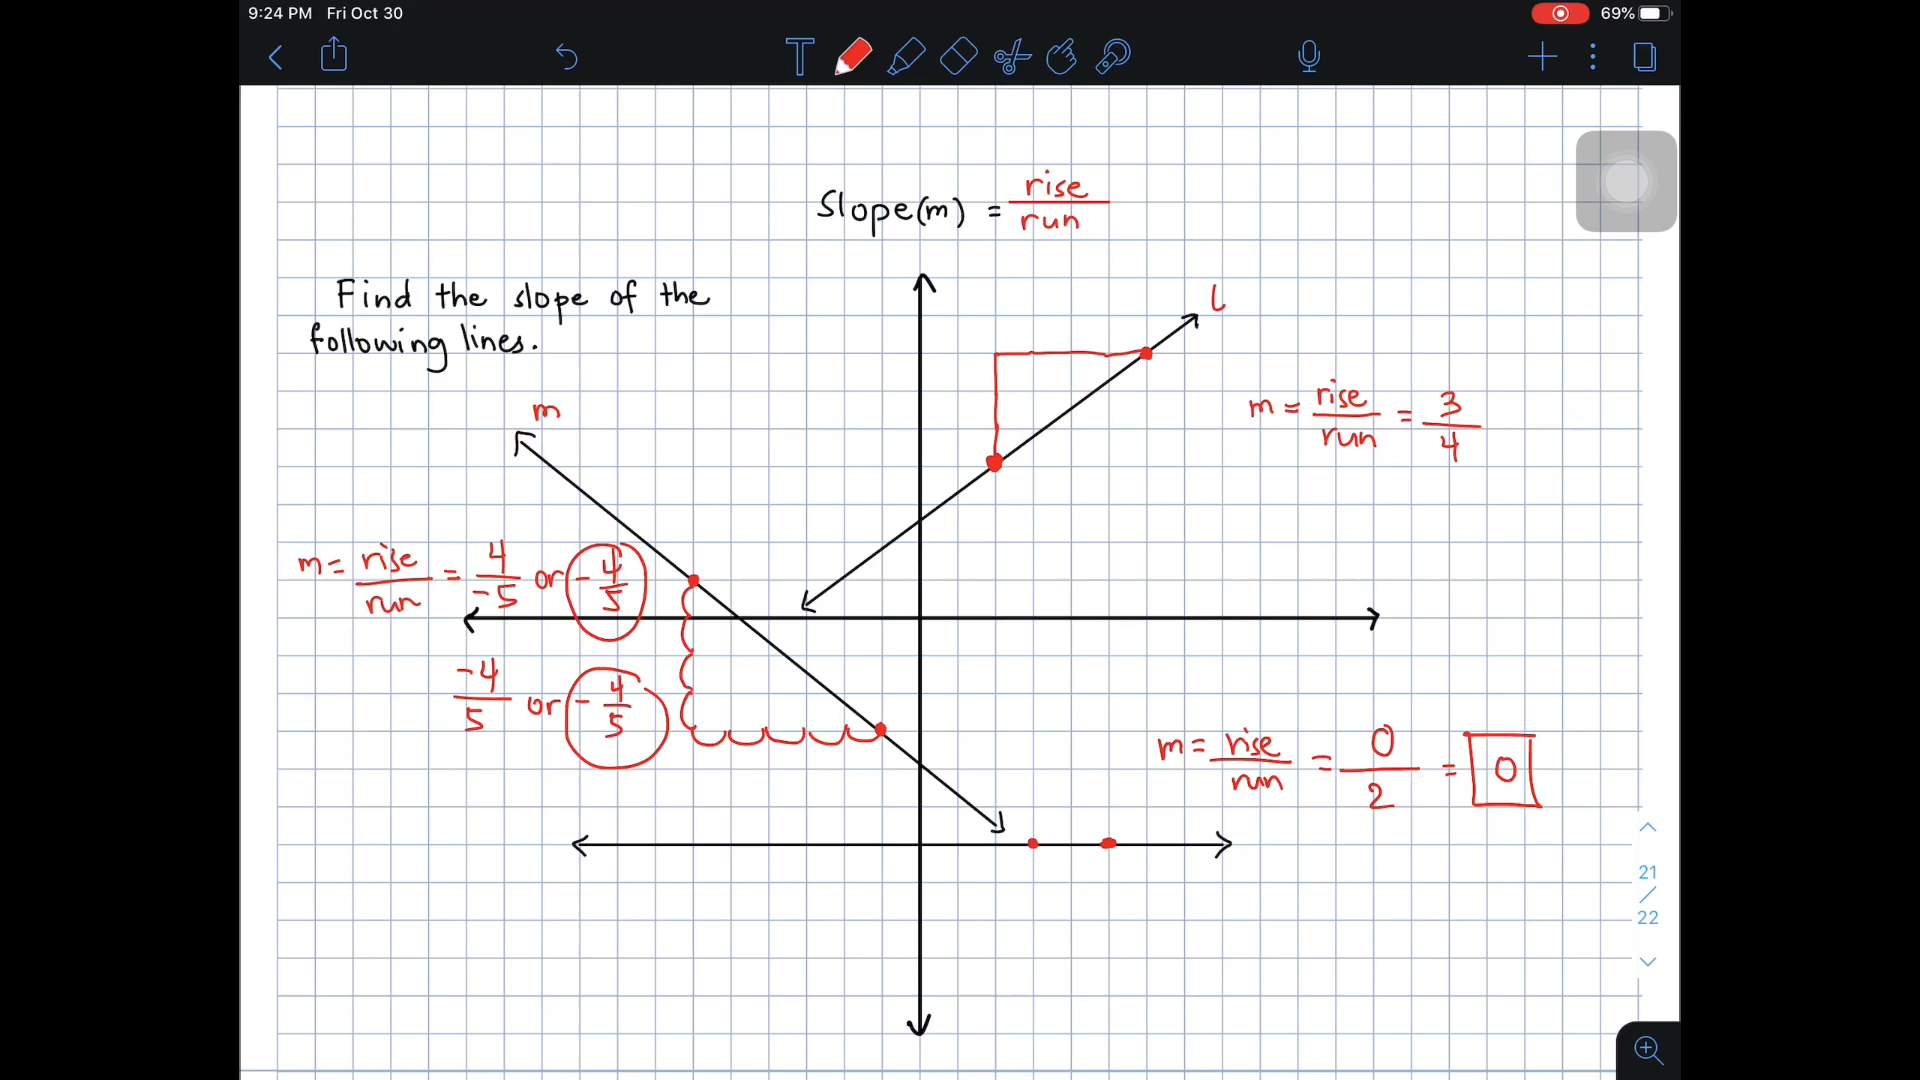 9:24 PM Fri Oct 30
69%
Slope(m) = rise/run
Find the slope of the
following lines.
l
m
m = rise/run = 3/4
m = rise/run = 4/-5 or -4/5
-4/5 or -4/5
m = rise/run = 0/2 = 0
21
/
22